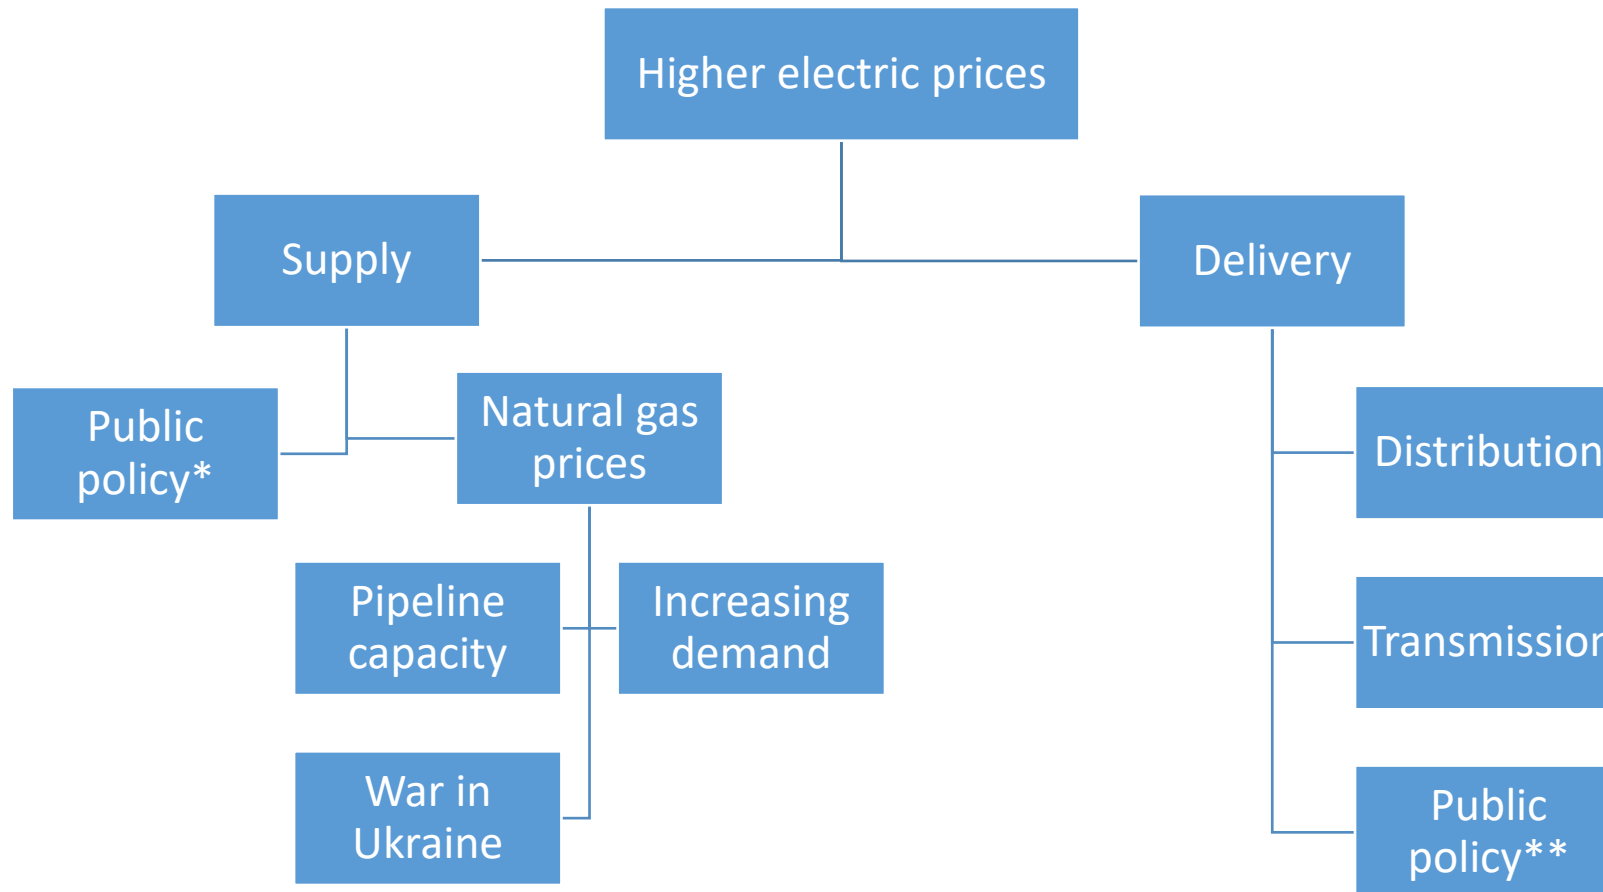 Higher electric prices
Supply
Delivery
Public
policy*
Natural gas
prices
Distribution
Pipeline
capacity
Increasing
demand
Transmission
War in
Ukraine
Public
policy**